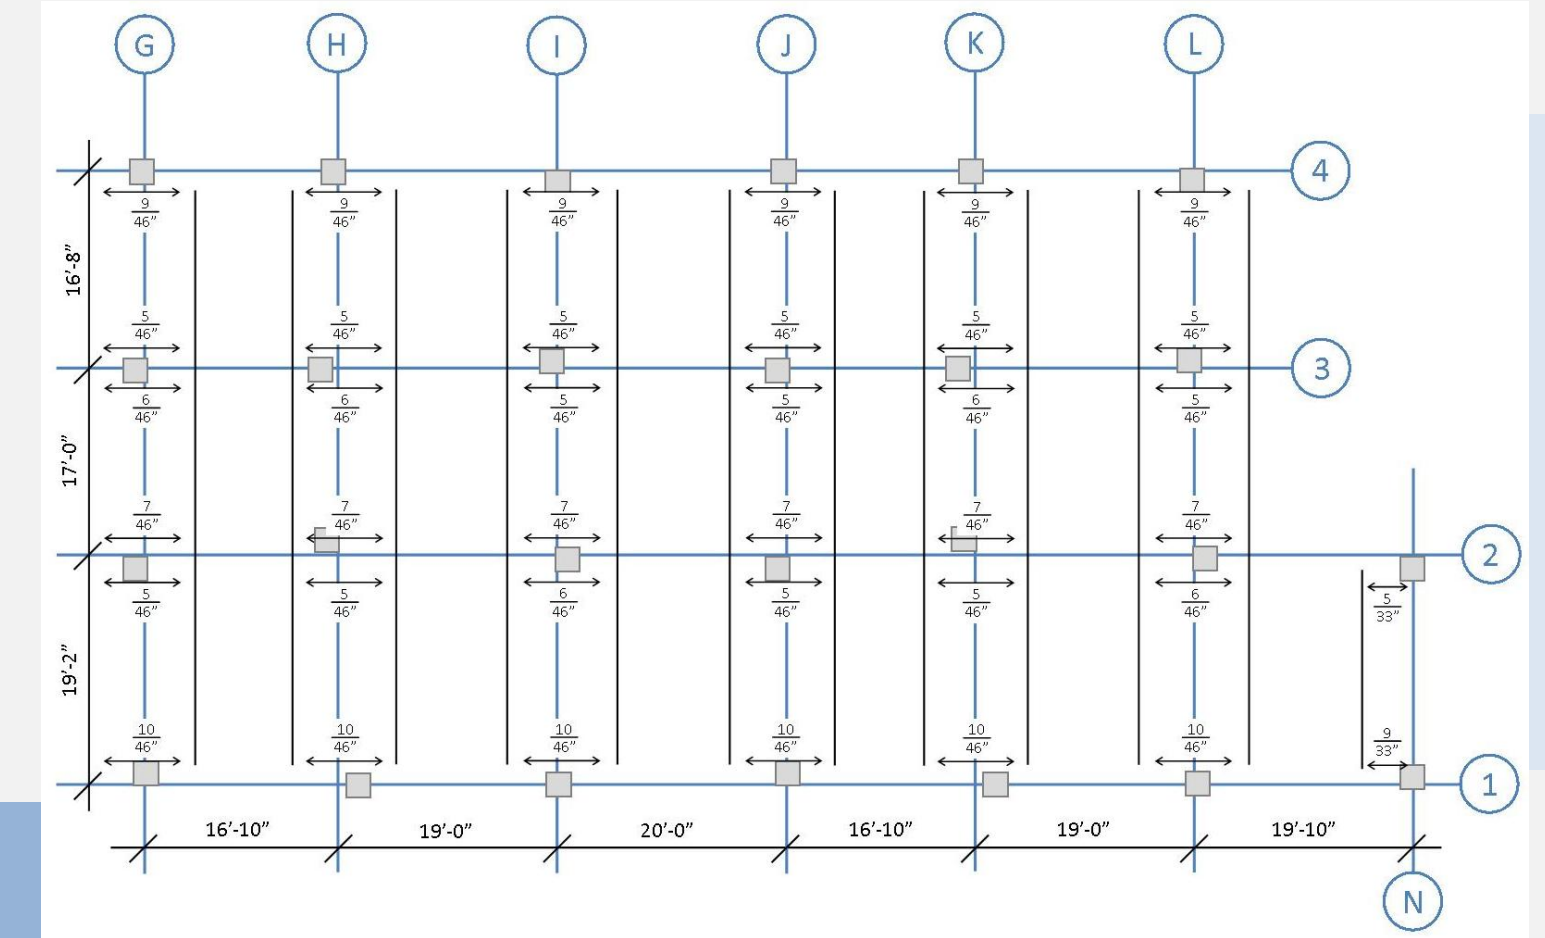 G H I J K L
4
9 9 9 9 9 9
46” 46” 46” 46” 46” 46”
16’-8”
5 5 5 5 5 5
46” 46” 46” 46” 46” 46”
3
6 6 5 5 6 5
46” 46” 46” 46” 46” 46”
17’-0”
7 7 7 7 7 7
46” 46” 46” 46” 46” 46”
2
5 5 6 5 5 6 5
46” 46” 46” 46” 46” 46” 33”
19’-2”
10 10 10 10 10 10 9
46” 46” 46” 46” 46” 46” 33”
1
16’-10” 19’-0” 20’-0” 16’-10” 19’-0” 19’-10”
N